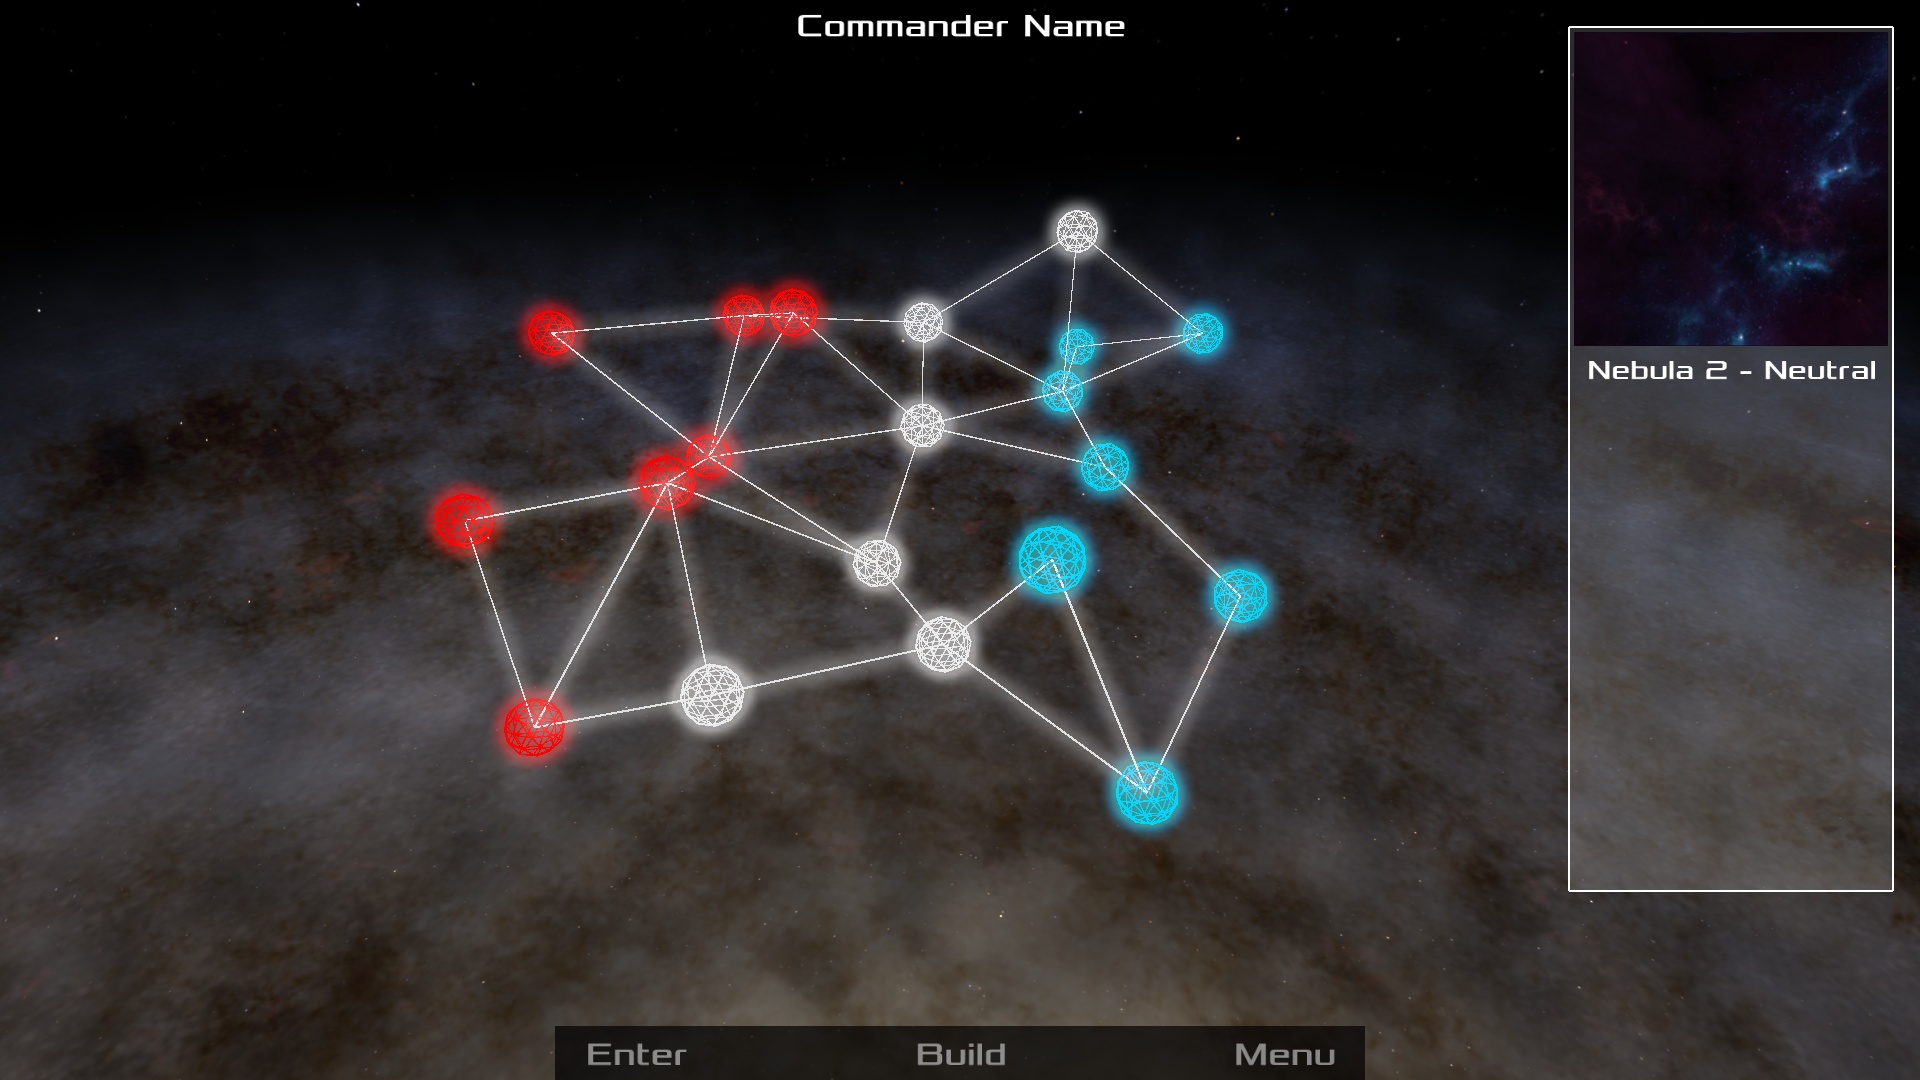 Commander Name
Nebula 2 - Neutral
Enter
Build
Menu